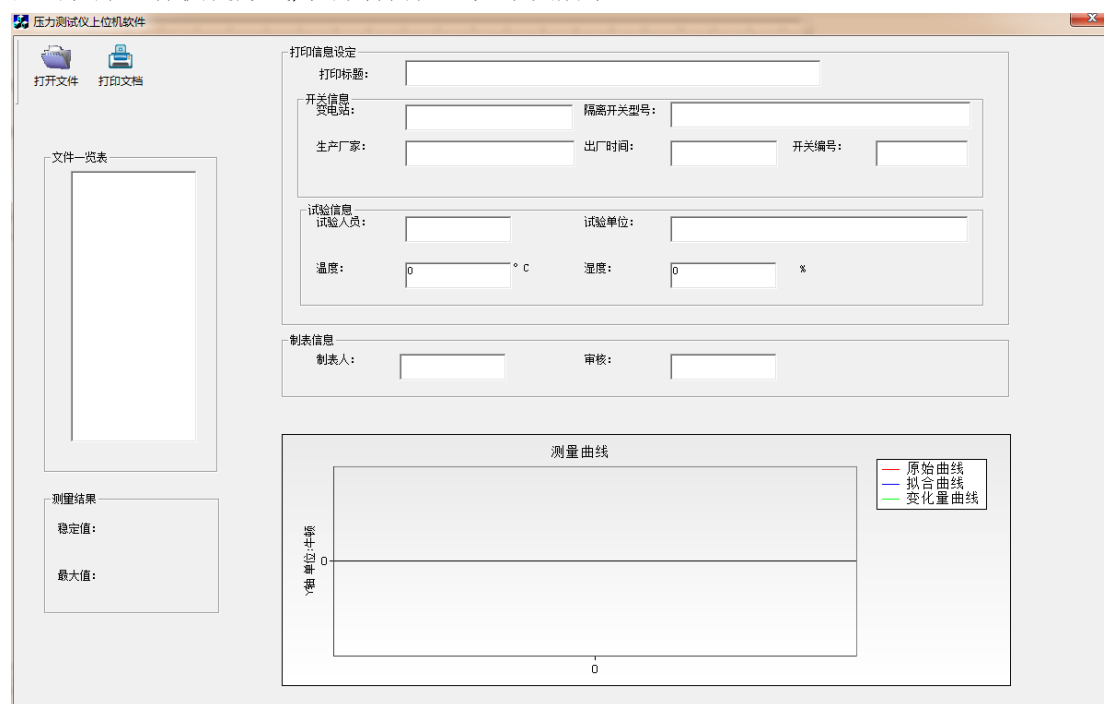 压力测试仪上位机软件
打开文件 打印文档
打印信息设定
打印标题:
开关信息
变电站: 隔离开关型号:
生产厂家: 出厂时间: 开关编号:
文件一览表
试验信息
试验人员: 试验单位:
温度: 0 °C 湿度: 0 %
制表信息
制表人: 审核:
测量曲线
原始曲线
拟合曲线
变化量曲线
Y轴 单位:牛顿
0
0
测量结果
稳定值:
最大值: